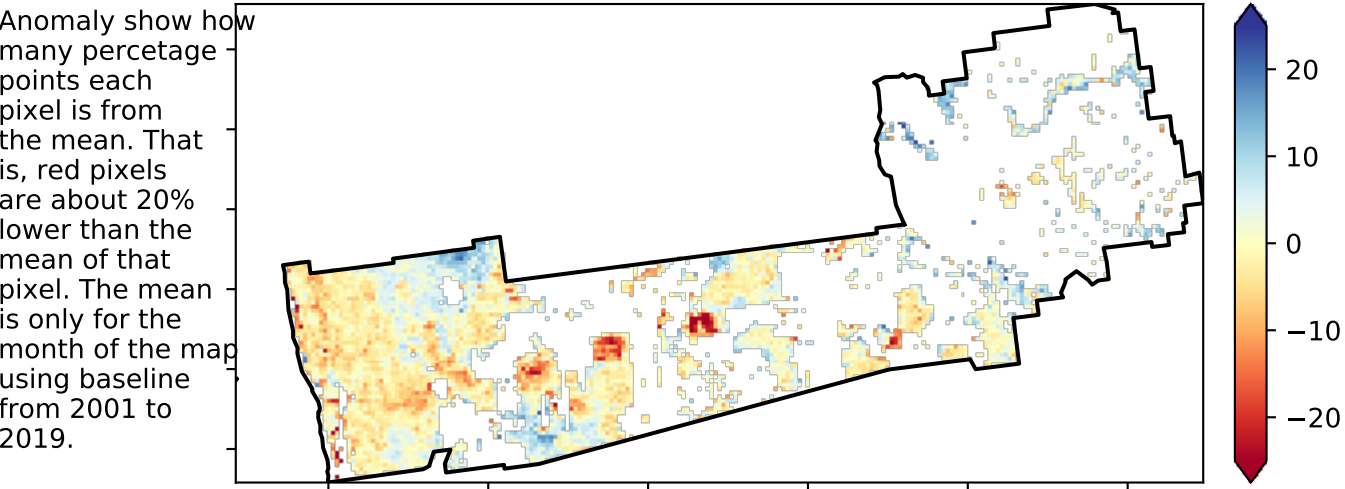 Anomaly show how
many percetage
points each
pixel is from
the mean. That
is, red pixels
are about 20%
lower than the
mean of that
pixel. The mean
is only for the
month of the map
using baseline
from 2001 to
2019.
20
10
0
−10
−20